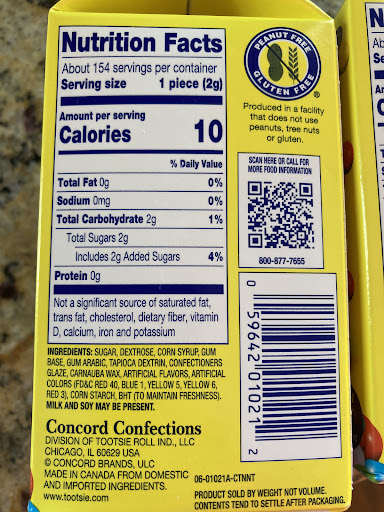 Nutrition Facts
About 154 servings per container
Serving size 1 piece (2g)
Amount per serving
Calories 10
% Daily Value
Total Fat 0g 0%
Sodium 0mg 0%
Total Carbohydrate 2g 1%
Total Sugars 2g
Includes 2g Added Sugars 4%
Protein 0g
Not a significant source of saturated fat,
trans fat, cholesterol, dietary fiber, vitamin
D, calcium, iron and potassium
INGREDIENTS: SUGAR, DEXTROSE, CORN SYRUP, GUM
BASE, GUM ARABIC, TAPIOCA DEXTRIN, CONFECTIONERS
GLAZE, CARNAUBA WAX, ARTIFICIAL FLAVORS, ARTIFICIAL
COLORS (FD&C RED 40, BLUE 1, YELLOW 5, YELLOW 6,
RED 3), CORN STARCH, BHT (TO MAINTAIN FRESHNESS).
MILK AND SOY MAY BE PRESENT.
Concord Confections
DIVISION OF TOOTSIE ROLL IND., LLC
CHICAGO, IL 60629 USA
© CONCORD BRANDS, ULC
MADE IN CANADA FROM DOMESTIC
AND IMPORTED INGREDIENTS.
www.tootsie.com
PEANUT FREE
GLUTEN FREE
®
Produced in a facility
that does not use
peanuts, tree nuts
or gluten.
SCAN HERE OR CALL FOR
MORE FOOD INFORMATION
800-877-7655
0 59642 01021 2
06-01021A-CTNNT
PRODUCT SOLD BY WEIGHT NOT VOLUME.
CONTENTS TEND TO SETTLE AFTER PACKAGING.